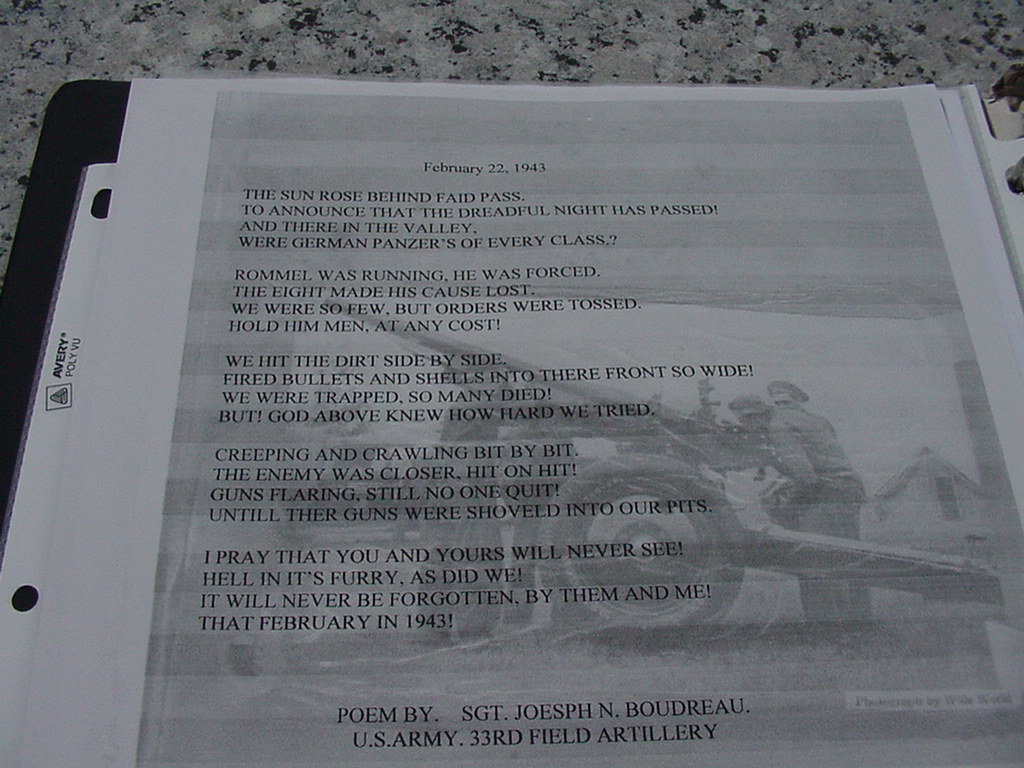 February 22, 1943
THE SUN ROSE BEHIND FAID PASS.
TO ANNOUNCE THAT THE DREADFUL NIGHT HAS PASSED!
AND THERE IN THE VALLEY,
WERE GERMAN PANZER'S OF EVERY CLASS.?
ROMMEL WAS RUNNING, HE WAS FORCED.
THE EIGHT MADE HIS CAUSE LOST.
WE WERE SO FEW, BUT ORDERS WERE TOSSED.
HOLD HIM MEN, AT ANY COST!
WE HIT THE DIRT SIDE BY SIDE.
FIRED BULLETS AND SHELLS INTO THERE FRONT SO WIDE!
WE WERE TRAPPED, SO MANY DIED!
BUT! GOD ABOVE KNEW HOW HARD WE TRIED.
CREEPING AND CRAWLING BIT BY BIT.
THE ENEMY WAS CLOSER, HIT ON HIT!
GUNS FLARING, STILL NO ONE QUIT!
UNTILL THER GUNS WERE SHOVELD INTO OUR PITS.
I PRAY THAT YOU AND YOURS WILL NEVER SEE!
HELL IN IT'S FURRY, AS DID WE!
IT WILL NEVER BE FORGOTTEN, BY THEM AND ME!
THAT FEBRUARY IN 1943!
POEM BY. SGT. JOESPH N. BOUDREAU.
U.S.ARMY. 33RD FIELD ARTILLERY
Photograph by Wide World
AVERY®
POLY VU